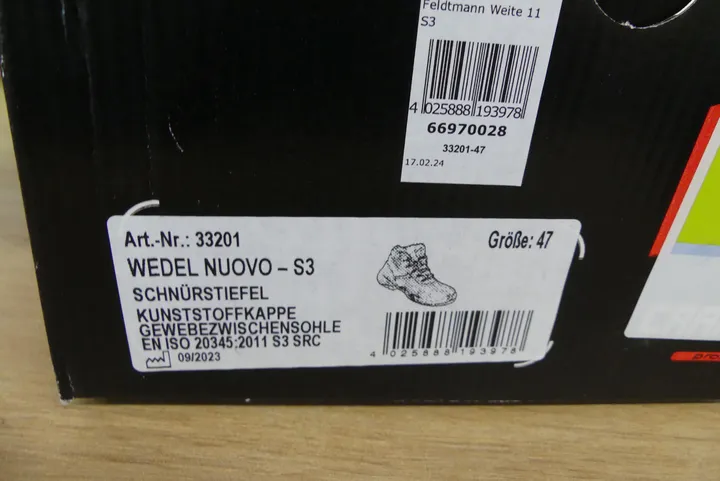 Feldtmann Weite 11
S3
4 025888 193978
66970028
33201-47
17.02.24
Art.-Nr.: 33201
Größe: 47
WEDEL NUOVO – S3
SCHNÜRSTIEFEL
KUNSTSTOFFKAPPE
GEWEBEZWISCHENSOHLE
EN ISO 20345:2011 S3 SRC
09/2023
4 025888 193978